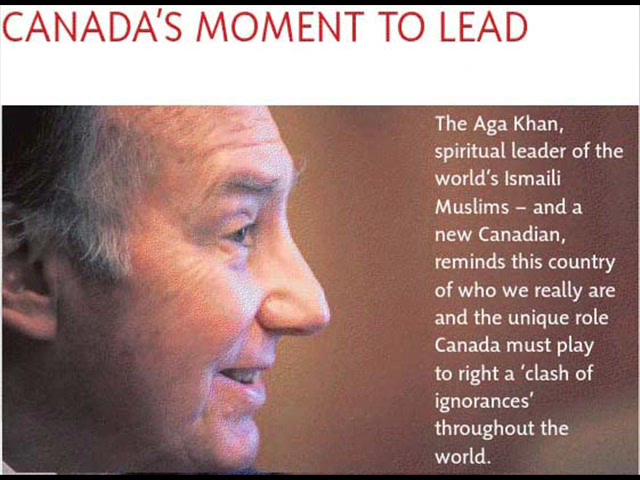 CANADA'S MOMENT TO LEAD
The Aga Khan,
spiritual leader of the
world's Ismaili
Muslims – and a
new Canadian,
reminds this country
of who we really are
and the unique role
Canada must play
to right a ‘clash of
ignorances’
throughout the
world.